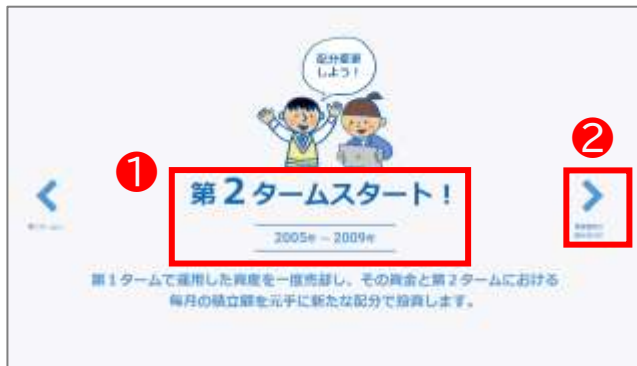 配分変更
しよう!
1
2
第2タームスタート!
2005年 ~ 2009年
第1タームで運用した資産を一度売却し、その資金と第2タームにおける
毎月の積立額を元手に新たな配分で投資します。